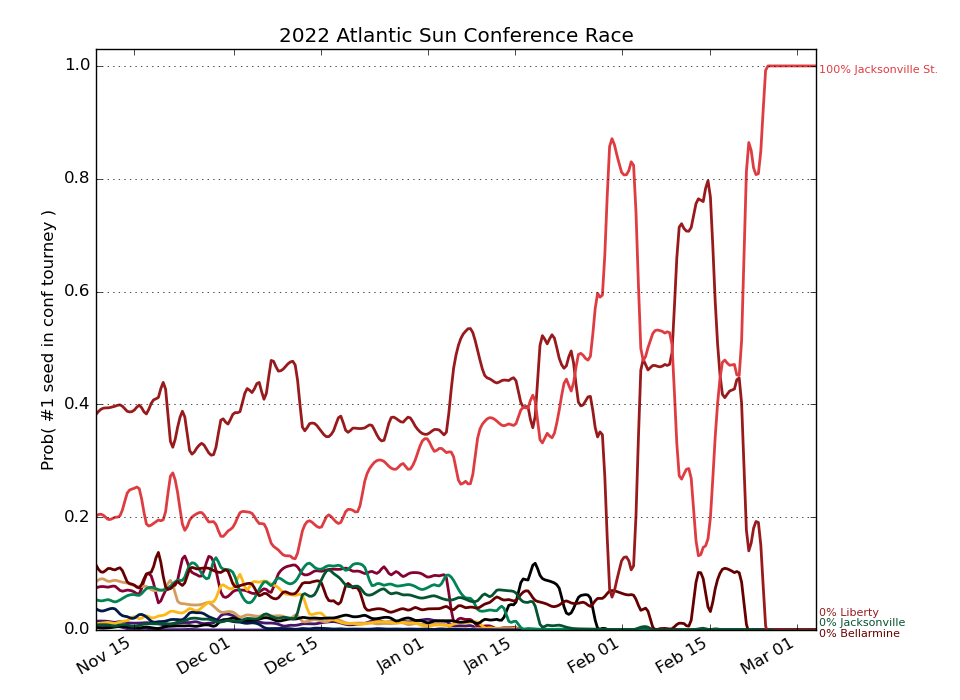 2022 Atlantic Sun Conference Race
Prob( #1 seed in conf tourney )
1.0
0.8
0.6
0.4
0.2
0.0
Nov 15
Dec 01
Dec 15
Jan 01
Jan 15
Feb 01
Feb 15
Mar 01
100% Jacksonville St.
0% Liberty
0% Jacksonville
0% Bellarmine